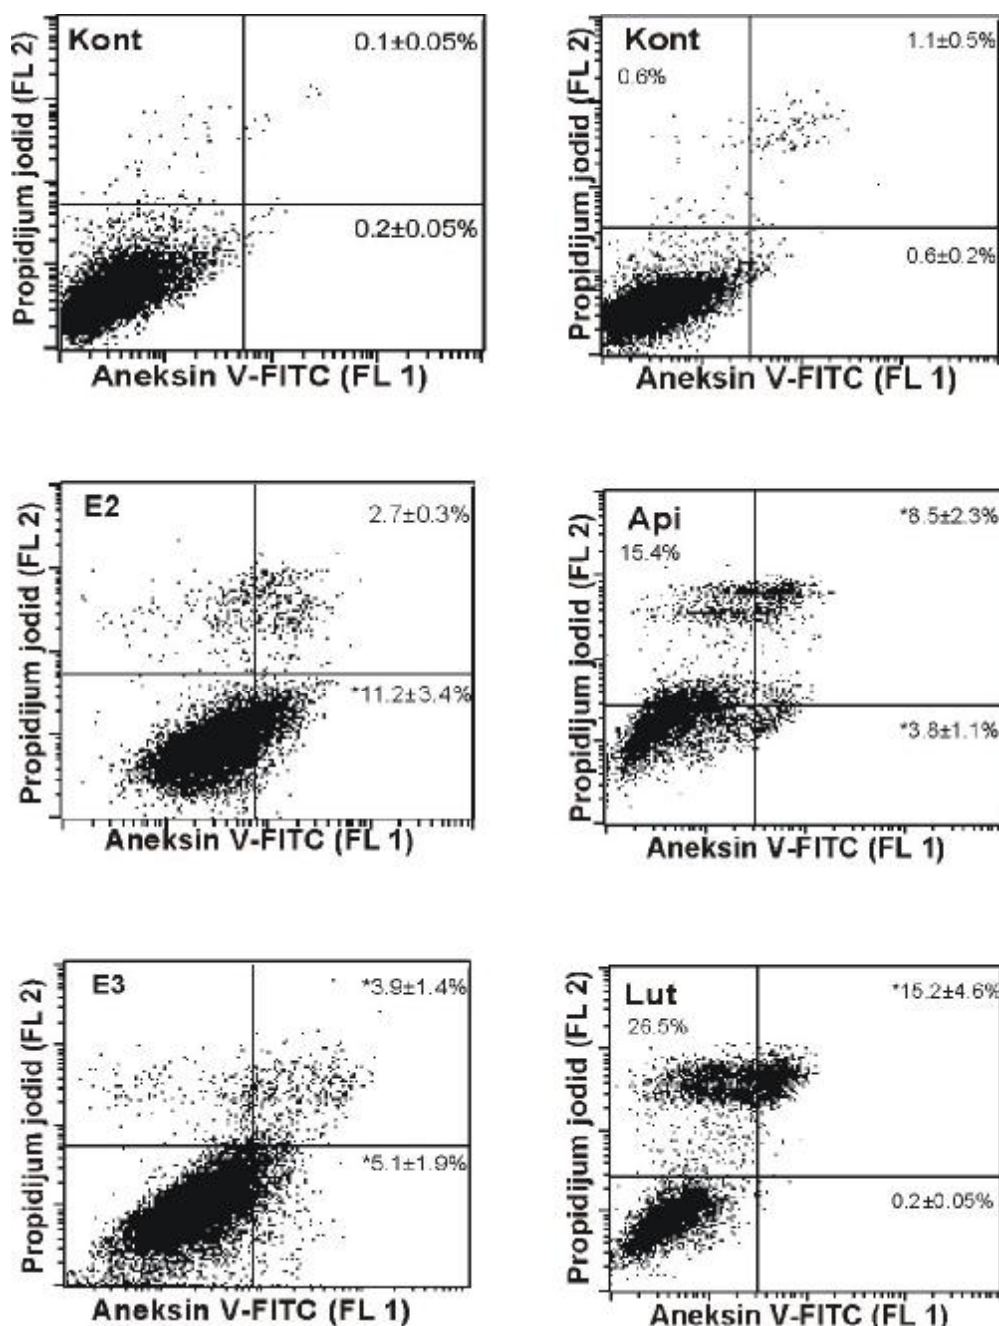 Kont
0.1±0.05%
0.2±0.05%
Propidijum jodid (FL 2)
Aneksin V-FITC (FL 1)
Kont
1.1±0.5%
0.6%
0.6±0.2%
Propidijum jodid (FL 2)
Aneksin V-FITC (FL 1)
E2
2.7±0.3%
*11.2±3.4%
Propidijum jodid (FL 2)
Aneksin V-FITC (FL 1)
Api
*8.5±2.3%
15.4%
*3.8±1.1%
Propidijum jodid (FL 2)
Aneksin V-FITC (FL 1)
E3
*3.9±1.4%
*5.1±1.9%
Propidijum jodid (FL 2)
Aneksin V-FITC (FL 1)
Lut
*15.2±4.6%
26.5%
0.2±0.05%
Propidijum jodid (FL 2)
Aneksin V-FITC (FL 1)